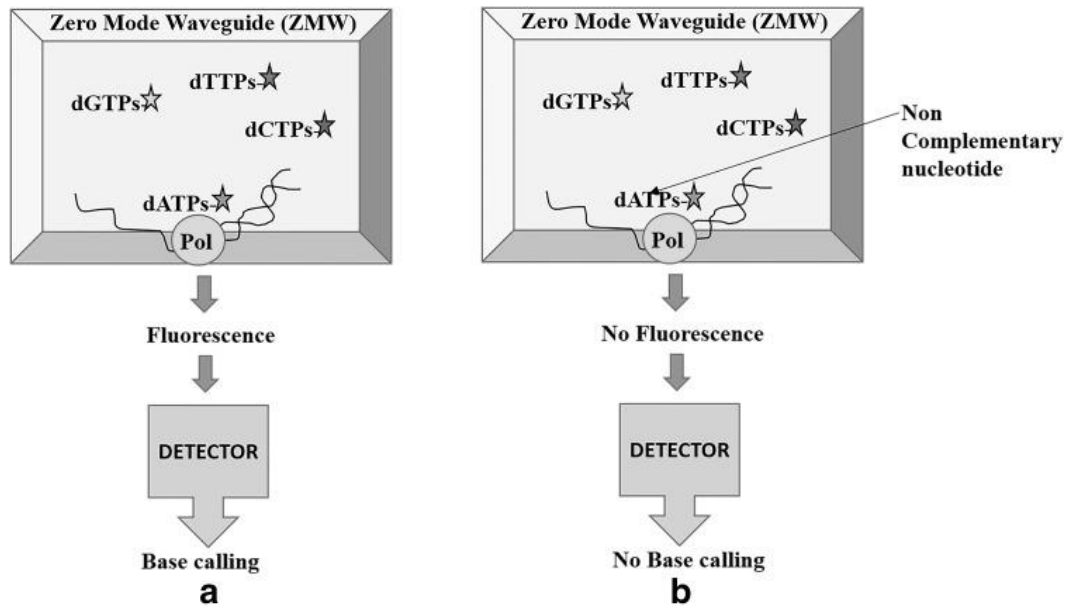 Zero Mode Waveguide (ZMW)
dTTPs
dGTPs
dCTPs
dATPs
Pol
Fluorescence
DETECTOR
Base calling
a
Zero Mode Waveguide (ZMW)
dTTPs
dGTPs
dCTPs
Non
Complementary
nucleotide
dATPs
Pol
No Fluorescence
DETECTOR
No Base calling
b